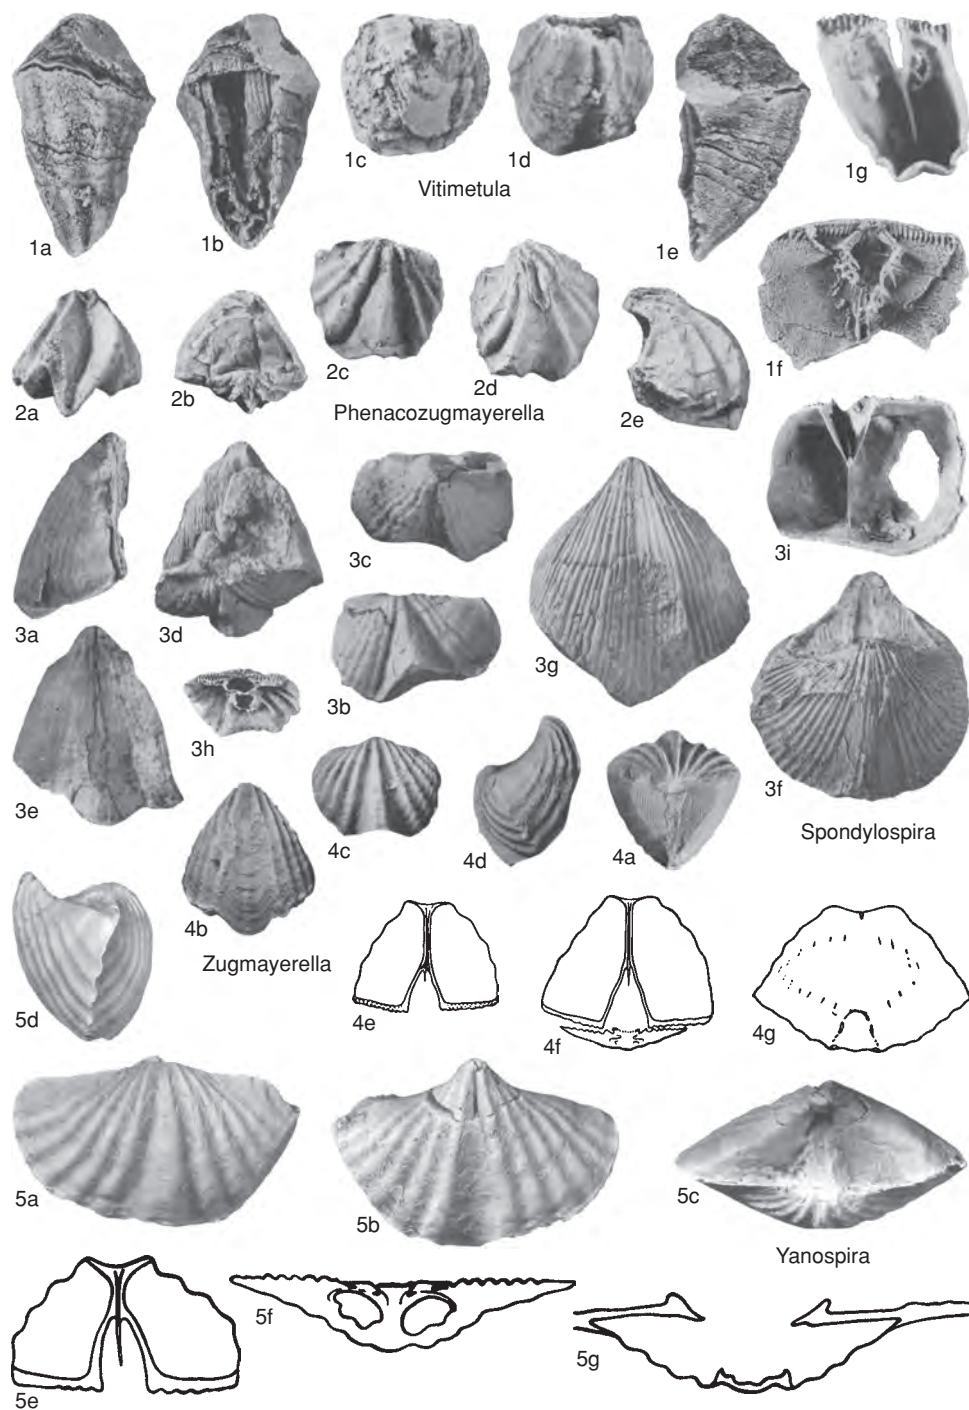 1a
1b
1c
1d
Vitimetula
1e
1g
1f
2a
2b
2c
2d
Phenacozugmayerella
2e
3a
3d
3c
3b
3g
3i
3e
3h
3f
Spondylospira
4b
4c
4d
4a
Zugmayerella
5d
4e
4f
4g
5a
5b
5c
Yanospira
5e
5f
5g